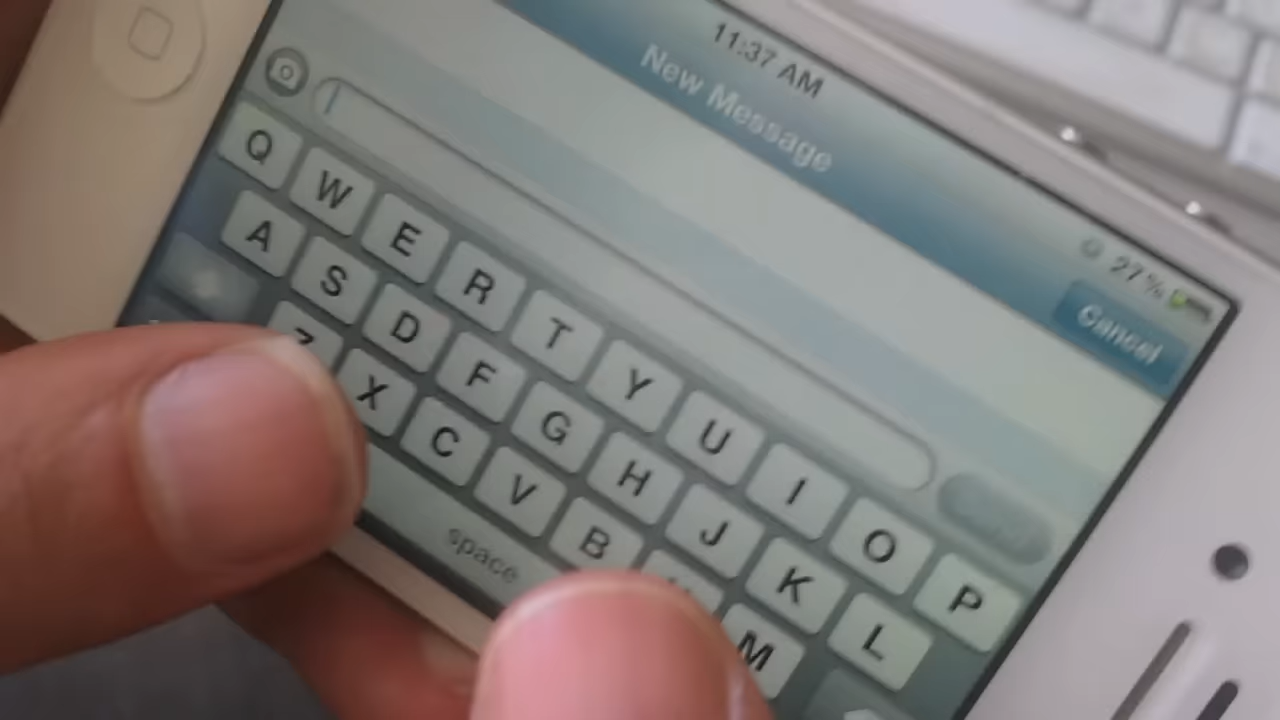 11:37 AM
27%
New Message
Cancel
Q W E R T Y U I O P
A S D F G H J K L
Z X C V B M
space